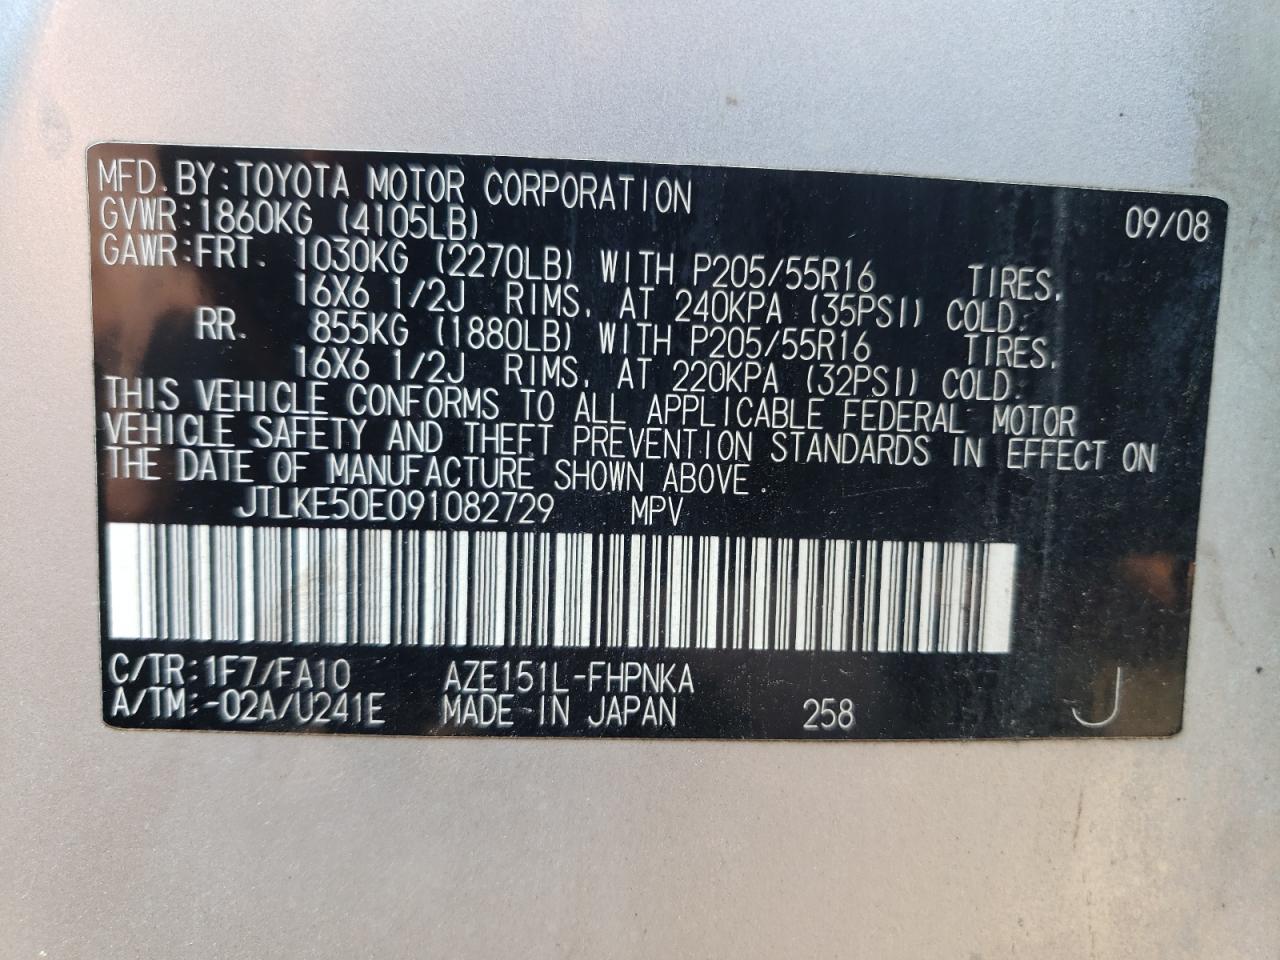 MFD. BY: TOYOTA MOTOR CORPORATION 09/08
GVWR: 1860KG (4105LB)
GAWR: FRT. 1030KG (2270LB) WITH P205/55R16 TIRES,
16X6 1/2J RIMS, AT 240KPA (35PSI) COLD.
RR. 855KG (1880LB) WITH P205/55R16 TIRES,
16X6 1/2J RIMS, AT 220KPA (32PSI) COLD.
THIS VEHICLE CONFORMS TO ALL APPLICABLE FEDERAL MOTOR
VEHICLE SAFETY AND THEFT PREVENTION STANDARDS IN EFFECT ON
THE DATE OF MANUFACTURE SHOWN ABOVE.
JTLKE50E091082729 MPV
C/TR: 1F7/FA10 AZE151L-FHPNKA
A/TM: -02A/U241E MADE IN JAPAN 258 J